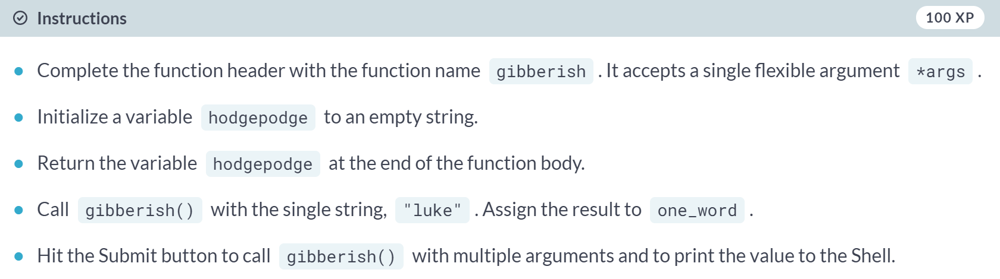 Instructions 100 XP
Complete the function header with the function name gibberish . It accepts a single flexible argument *args .
Initialize a variable hodgepodge to an empty string.
Return the variable hodgepodge at the end of the function body.
Call gibberish() with the single string, "luke" . Assign the result to one_word .
Hit the Submit button to call gibberish() with multiple arguments and to print the value to the Shell.